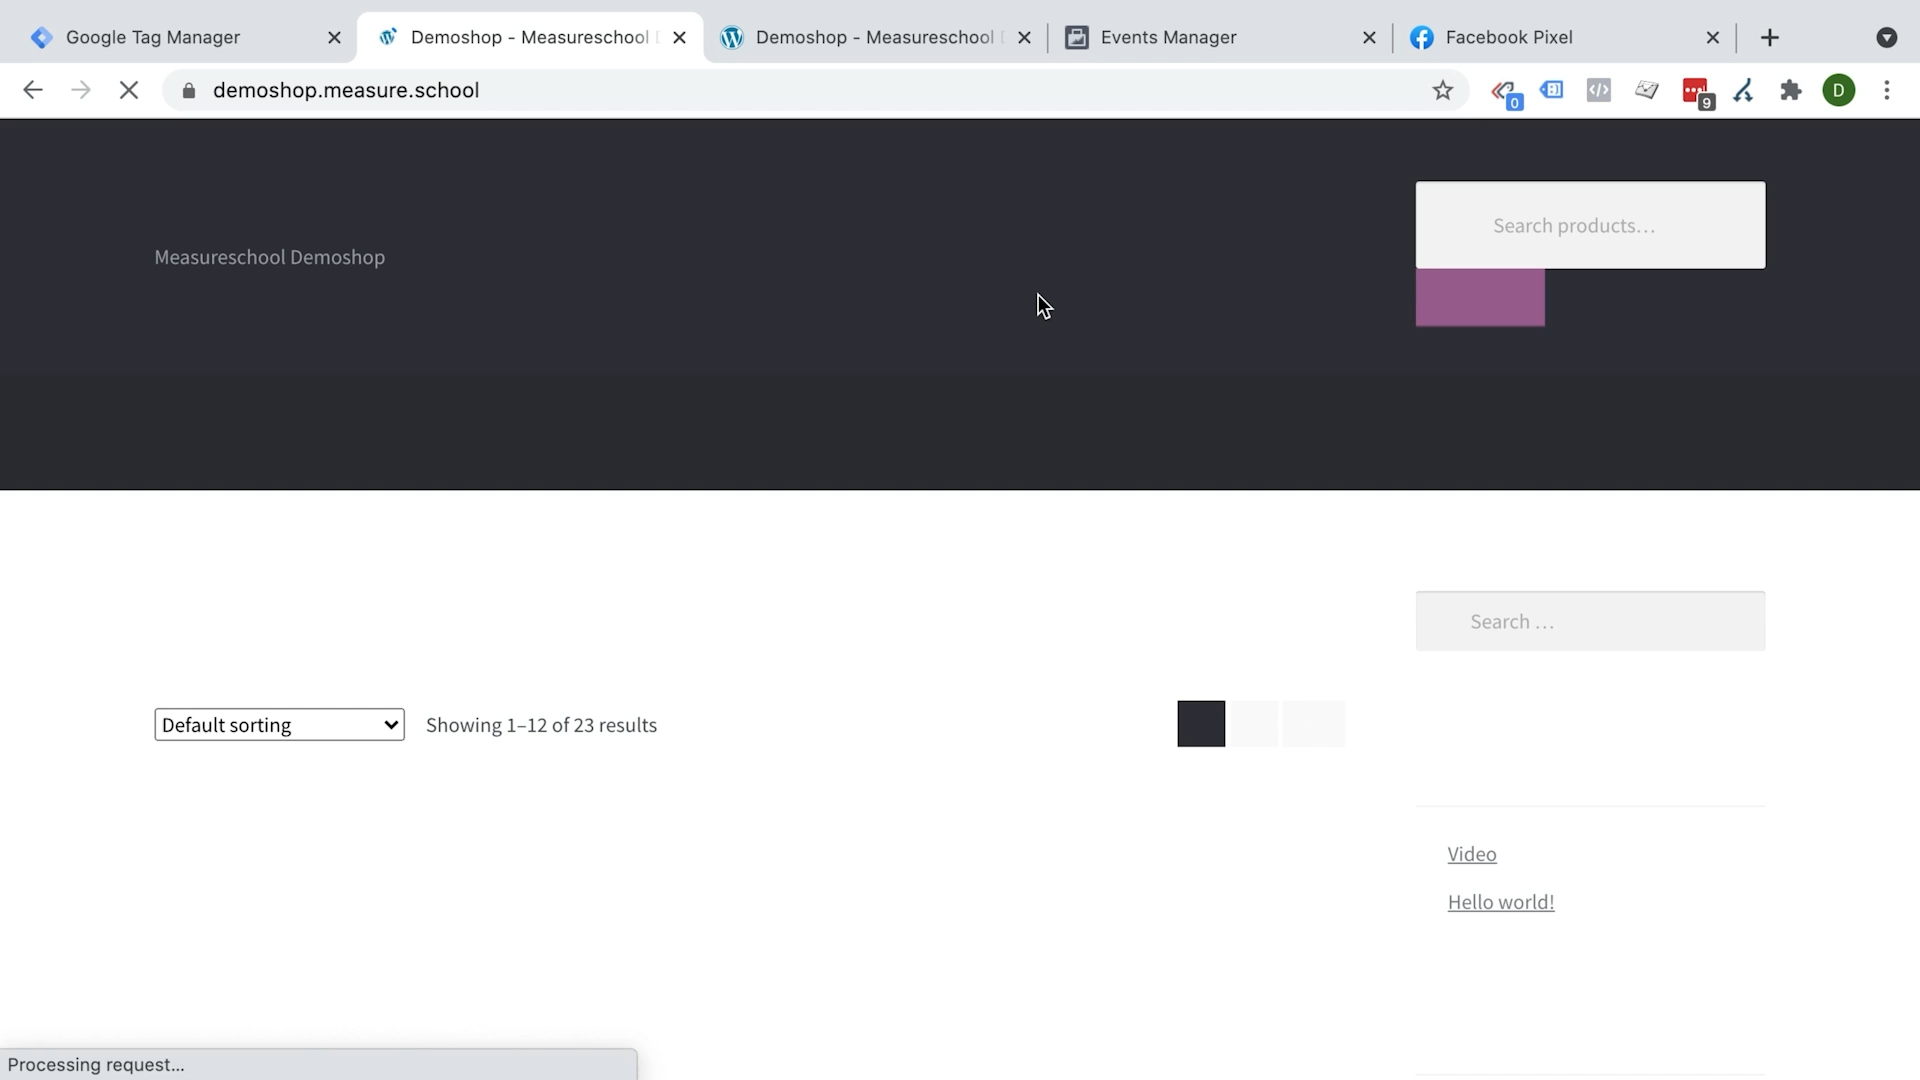 Google Tag Manager
Demoshop - Measureschool
Demoshop - Measureschool
Events Manager
Facebook Pixel
demoshop.measure.school
0
9
D
Search products…
Measureschool Demoshop
Search …
Default sorting
Showing 1–12 of 23 results
Video
Hello world!
Processing request...